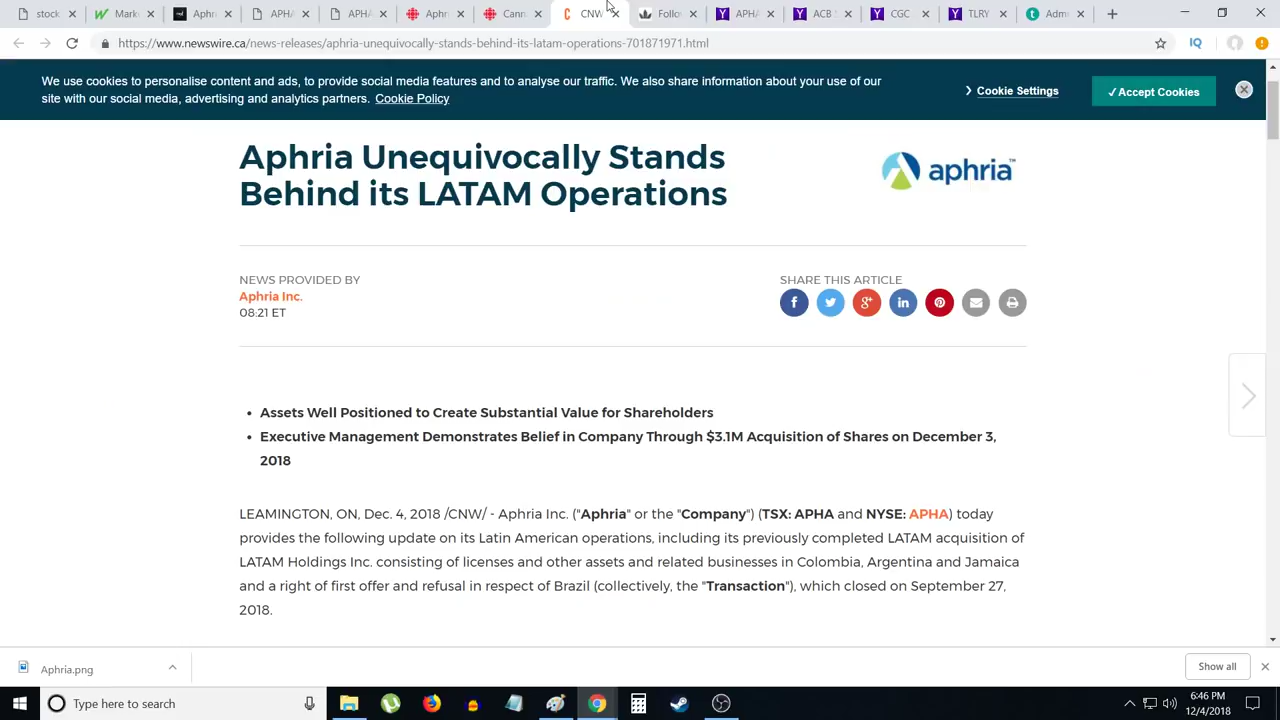 stock
Mark
Aphr
APHA
APHA
Aphri
Cann
CNW
Follo
APHA
ACB S
CGC
TLRY
Adm
https://www.newswire.ca/news-releases/aphria-unequivocally-stands-behind-its-latam-operations-701871971.html
IQ
We use cookies to personalise content and ads, to provide social media features and to analyse our traffic. We also share information about your use of our
site with our social media, advertising and analytics partners. Cookie Policy
Cookie Settings
✓Accept Cookies
Aphria Unequivocally Stands
Behind its LATAM Operations
aphria™
NEWS PROVIDED BY
Aphria Inc.
08:21 ET
SHARE THIS ARTICLE
• Assets Well Positioned to Create Substantial Value for Shareholders
• Executive Management Demonstrates Belief in Company Through $3.1M Acquisition of Shares on December 3,
2018
LEAMINGTON, ON, Dec. 4, 2018 /CNW/ - Aphria Inc. ("Aphria" or the "Company") (TSX: APHA and NYSE: APHA) today
provides the following update on its Latin American operations, including its previously completed LATAM acquisition of
LATAM Holdings Inc. consisting of licenses and other assets and related businesses in Colombia, Argentina and Jamaica
and a right of first offer and refusal in respect of Brazil (collectively, the "Transaction"), which closed on September 27,
2018.
Aphria.png
Show all
Type here to search
6:46 PM
12/4/2018